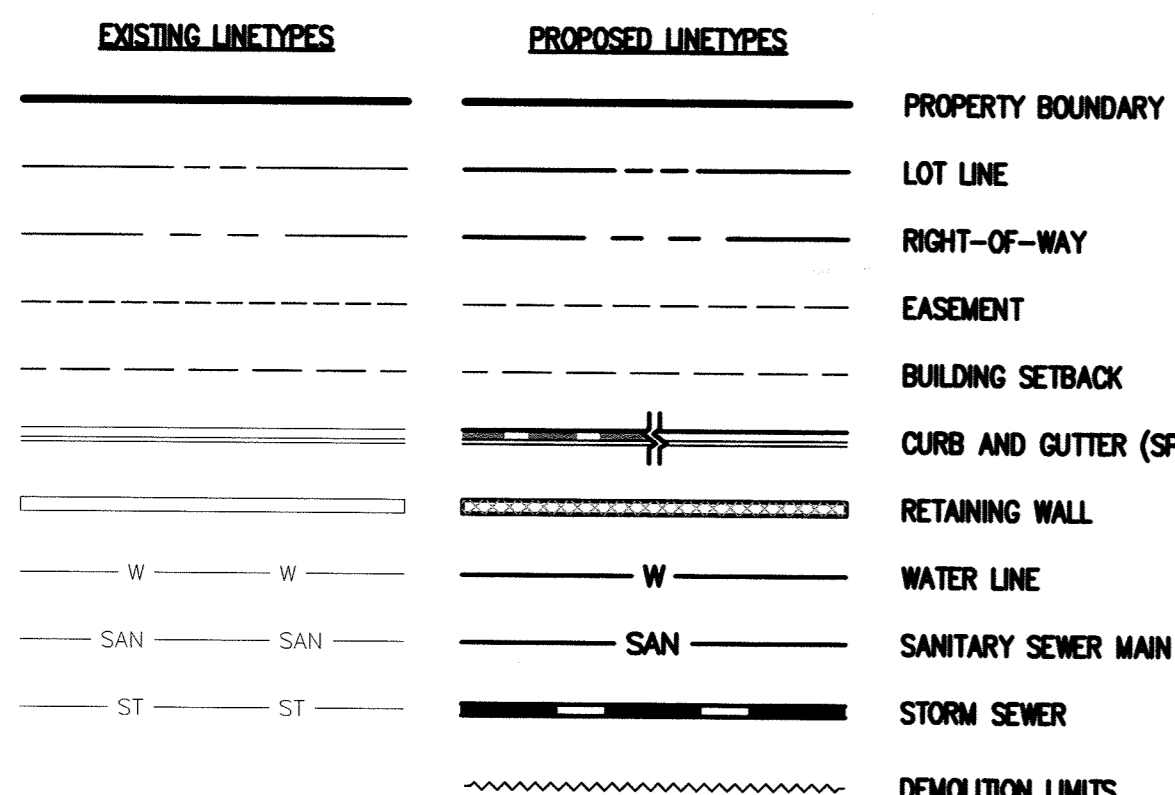 EXISTING LINETYPES PROPOSED LINETYPES
PROPERTY BOUNDARY
LOT LINE
RIGHT-OF-WAY
EASEMENT
BUILDING SETBACK
CURB AND GUTTER (SP
RETAINING WALL
W W W WATER LINE
SAN SAN SAN SANITARY SEWER MAIN
ST ST STORM SEWER
DEMOLITION LIMITS